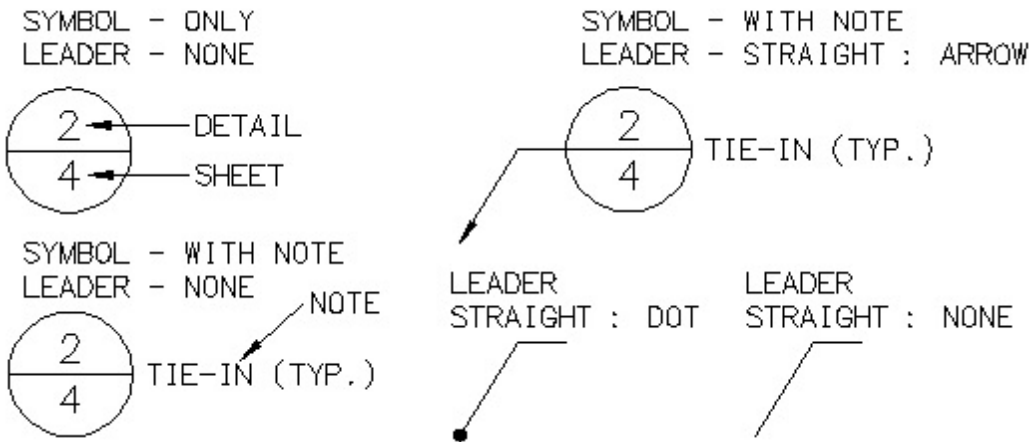 SYMBOL - ONLY
LEADER - NONE
2
DETAIL
4
SHEET
SYMBOL - WITH NOTE
LEADER - STRAIGHT : ARROW
2
4
TIE-IN (TYP.)
SYMBOL - WITH NOTE
LEADER - NONE
NOTE
2
4
TIE-IN (TYP.)
LEADER
STRAIGHT : DOT
LEADER
STRAIGHT : NONE